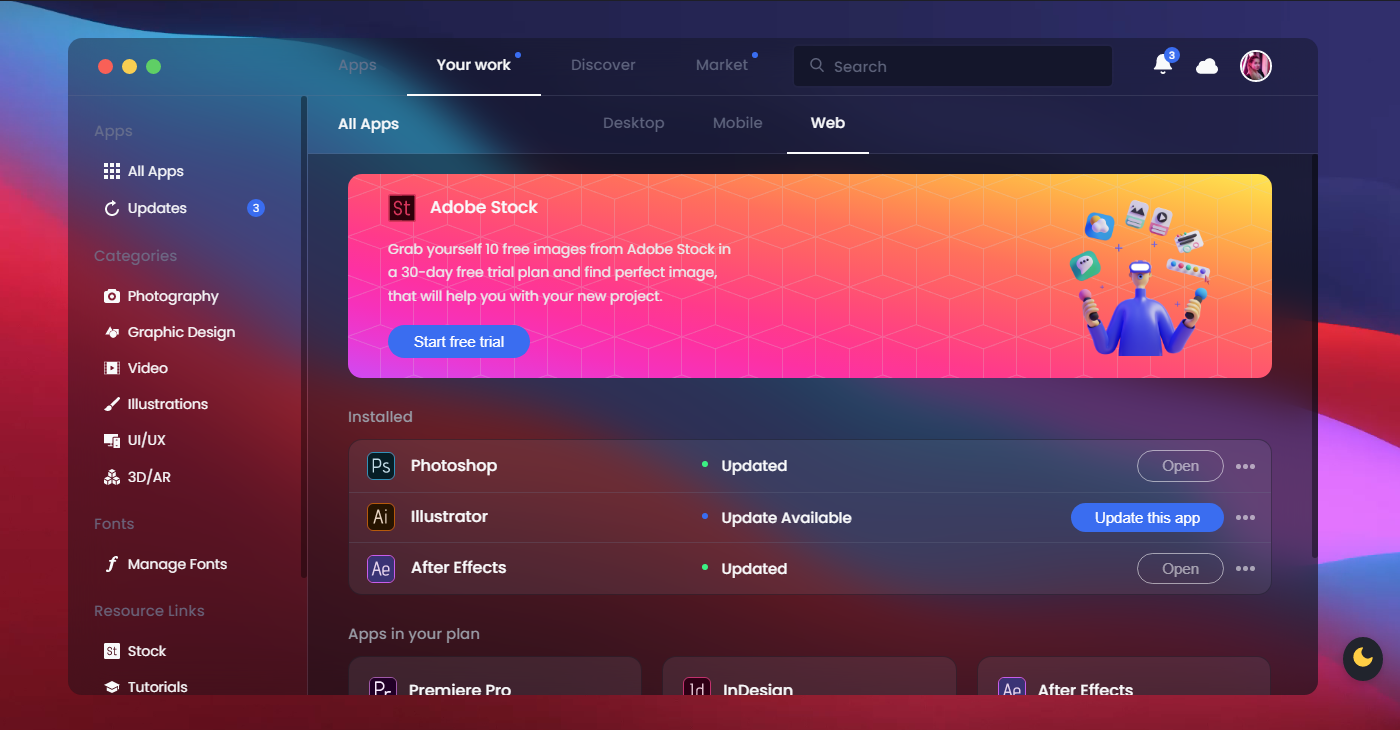 Apps
Your work
Discover
Market
Search
3
All Apps
Desktop
Mobile
Web
Apps
All Apps
Updates 3
Categories
Photography
Graphic Design
Video
Illustrations
UI/UX
3D/AR
Fonts
Manage Fonts
Resource Links
St Stock
Tutorials
St Adobe Stock
Grab yourself 10 free images from Adobe Stock in
a 30-day free trial plan and find perfect image,
that will help you with your new project.
Start free trial
Installed
Ps Photoshop Updated Open
Ai Illustrator Update Available Update this app
Ae After Effects Updated Open
Apps in your plan
Pr Premiere Pro
Id InDesign
Ae After Effects